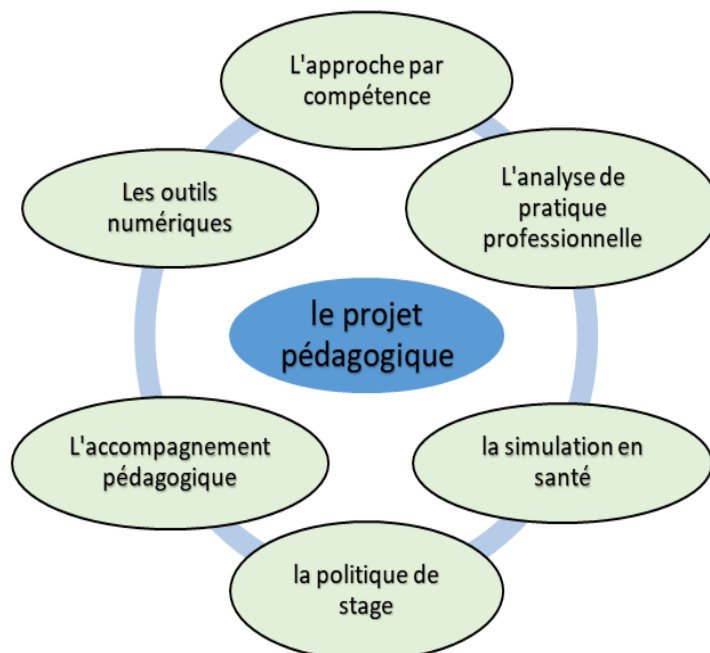 L'approche par
compétence
L'analyse de
pratique
professionnelle
la simulation en
santé
la politique de
stage
L'accompagnement
pédagogique
Les outils
numériques
le projet
pédagogique